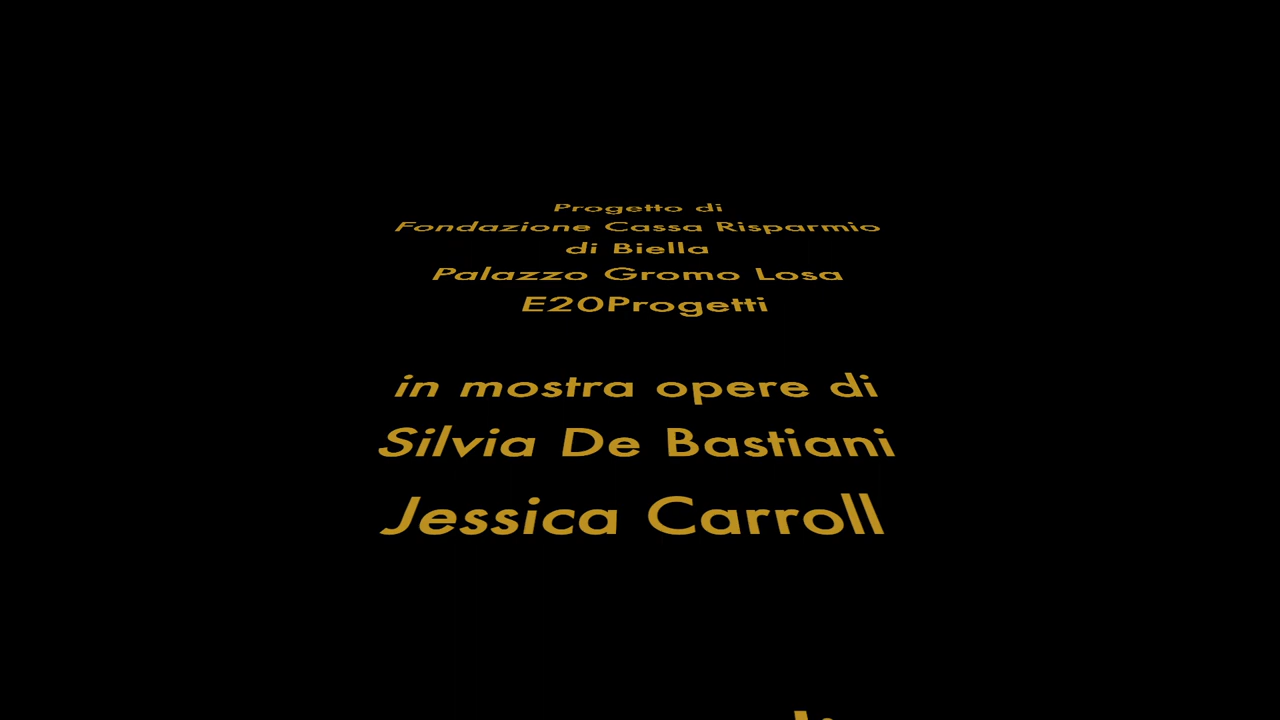 Progetto di
Fondazione Cassa Risparmio
di Biella
Palazzo Gromo Losa
E20Progetti
in mostra opere di
Silvia De Bastiani
Jessica Carroll